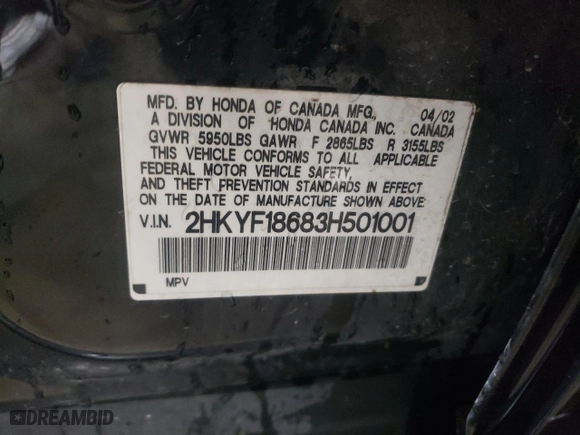 MFD. BY HONDA OF CANADA MFG., 04/02
A DIVISION OF HONDA CANADA INC. CANADA
GVWR 5950LBS GAWR F 2865LBS R 3155LBS
THIS VEHICLE CONFORMS TO ALL APPLICABLE
FEDERAL MOTOR VEHICLE SAFETY,
AND THEFT PREVENTION STANDARDS IN EFFECT
ON THE DATE OF MANUFACTURE SHOWN ABOVE
V.I.N. 2HKYF18683H501001
MPV
DREAMBID